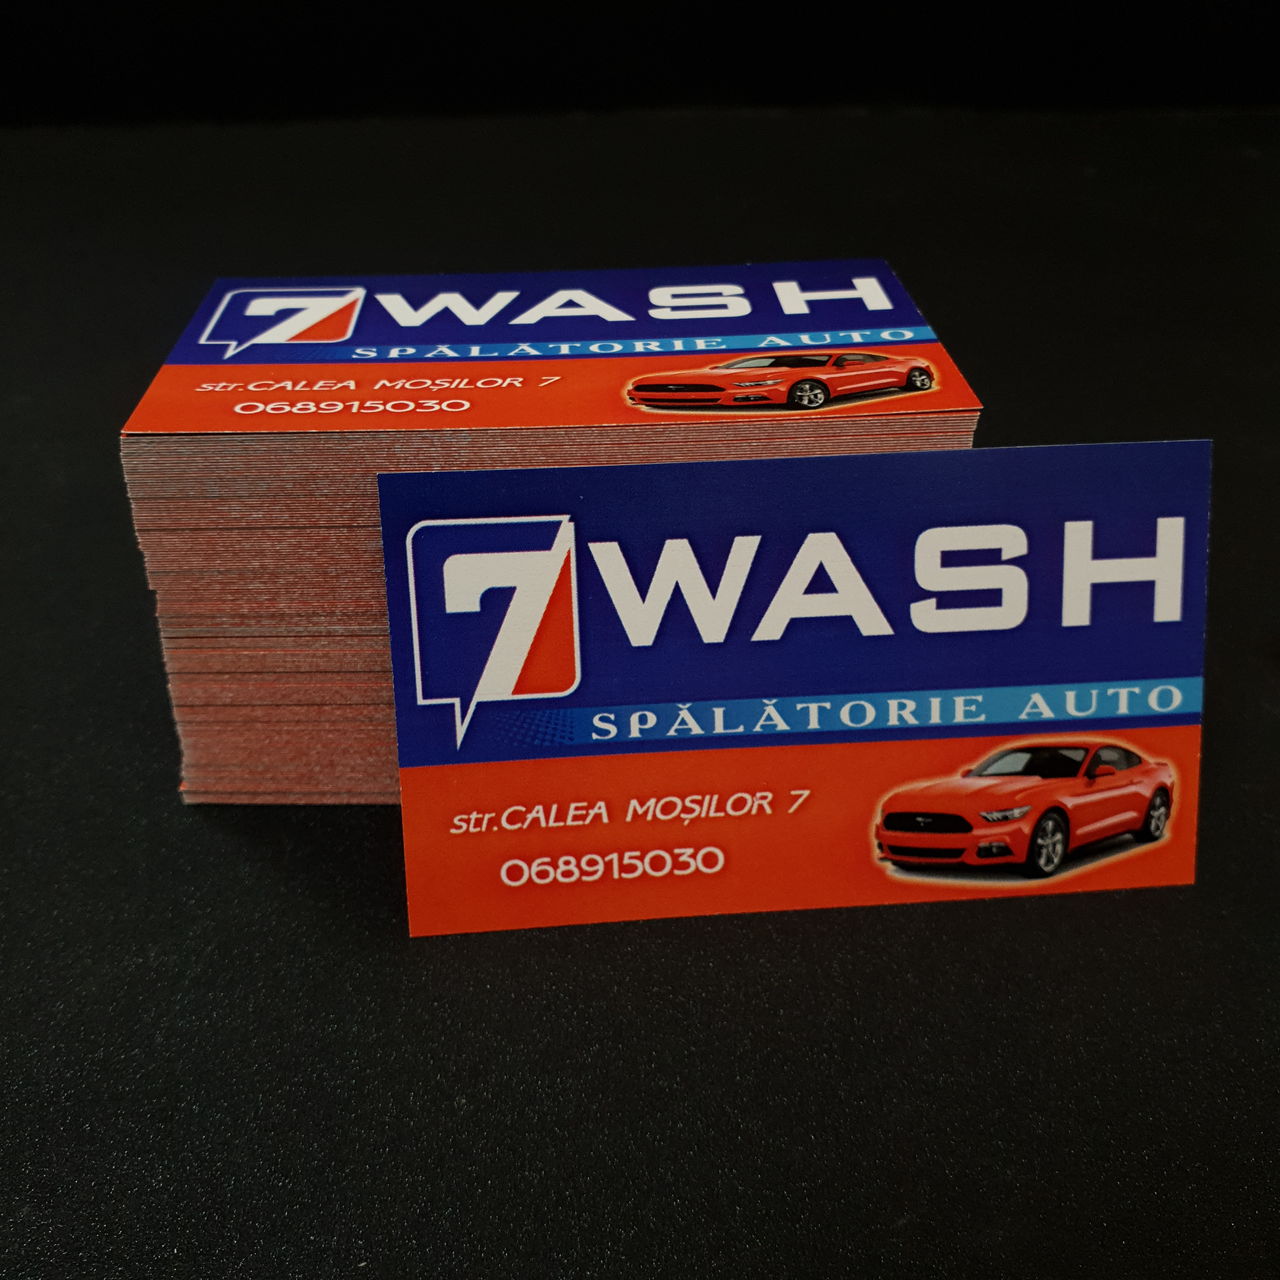 7 WASH
SPĂLĂTORIE AUTO
str.CALEA MOȘILOR 7
068915030
7 WASH
SPĂLĂTORIE AUTO
str.CALEA MOȘILOR 7
068915030